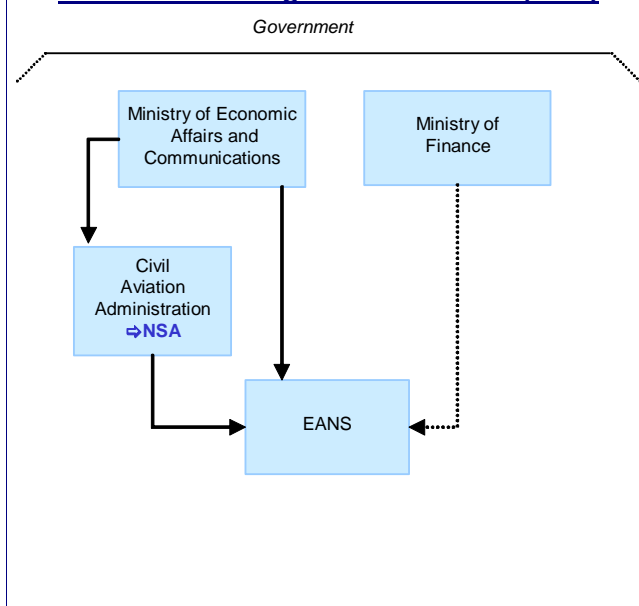 Government
Ministry of Economic
Affairs and
Communications
Ministry of
Finance
Civil
Aviation
Administration
⇨NSA
EANS